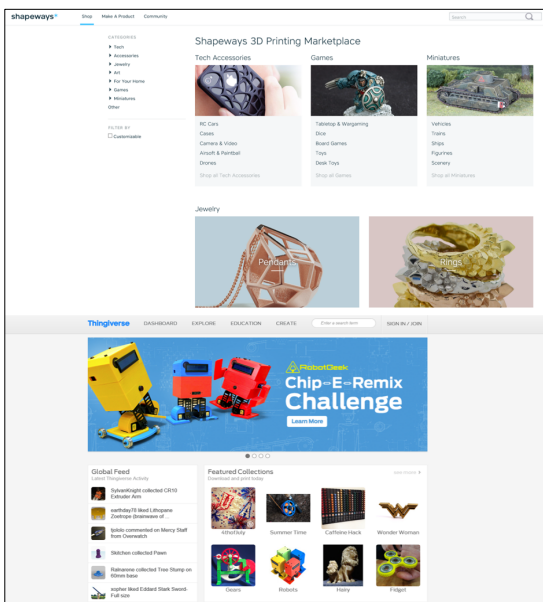 shapeways*
Shop
Make A Product
Community
Search
CATEGORIES
Tech
Accessories
Jewelry
Art
For Your Home
Games
Miniatures
Other
FILTER BY
Customisable
Shapeways 3D Printing Marketplace
Tech Accessories
RC Cars
Cases
Camera & Video
Airsoft & Paintball
Drones
Shop all Tech Accessories
Games
Tabletop & Wargaming
Dice
Board Games
Toys
Desk Toys
Shop all Games
Miniatures
Vehicles
Trains
Ships
Figurines
Scenery
Shop all Miniatures
Jewelry
Pendants
Rings
Thingiverse
DASHBOARD
EXPLORE
EDUCATION
CREATE
Enter a search term
SIGN IN / JOIN
RobotGeek
Chip-E-Remix
Challenge
Learn More
Global Feed
Latest Thingiverse Activity
SylvanKnight collected CR10
Extruder Arm
earthday78 liked Lithopane
Zoetrope (brainwave of...
lpololo commented on Mercy Staff
from Overwatch
Skitchen collected Pawn
collected Tree Stump on
60mm base
sopher liked Eddard Stark Sword-
Full size
Featured Collections
Download and print today
see more
4thofJuly
Summer Time
Caffeine Hack
Wonder Woman
Gears
Robots
Hairy
Fidget